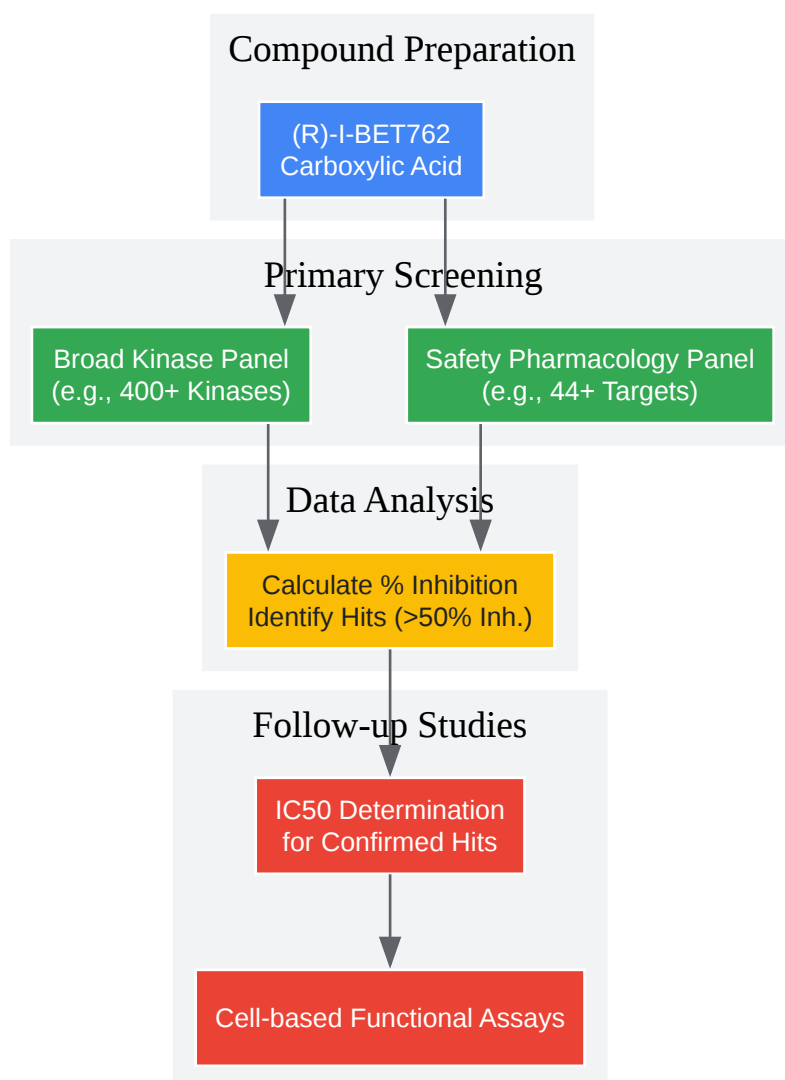 Compound Preparation
(R)-I-BET762
Carboxylic Acid
Primary Screening
Broad Kinase Panel
(e.g., 400+ Kinases)
Safety Pharmacology Panel
(e.g., 44+ Targets)
Data Analysis
Calculate % Inhibition
Identify Hits (>50% Inh.)
Follow-up Studies
IC50 Determination
for Confirmed Hits
Cell-based Functional Assays